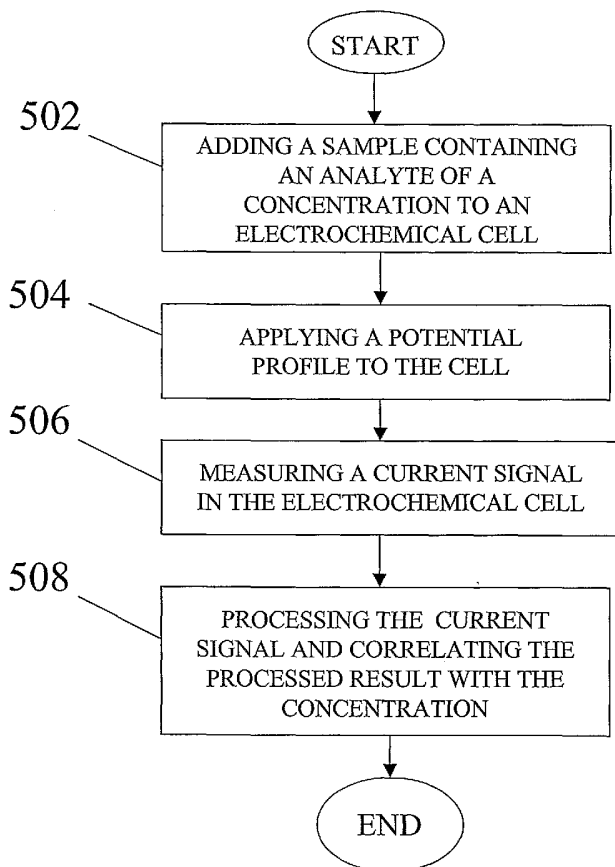 START
502
ADDING A SAMPLE CONTAINING
AN ANALYTE OF A
CONCENTRATION TO AN
ELECTROCHEMICAL CELL
504
APPLYING A POTENTIAL
PROFILE TO THE CELL
506
MEASURING A CURRENT SIGNAL
IN THE ELECTROCHEMICAL CELL
508
PROCESSING THE CURRENT
SIGNAL AND CORRELATING THE
PROCESSED RESULT WITH THE
CONCENTRATION
END